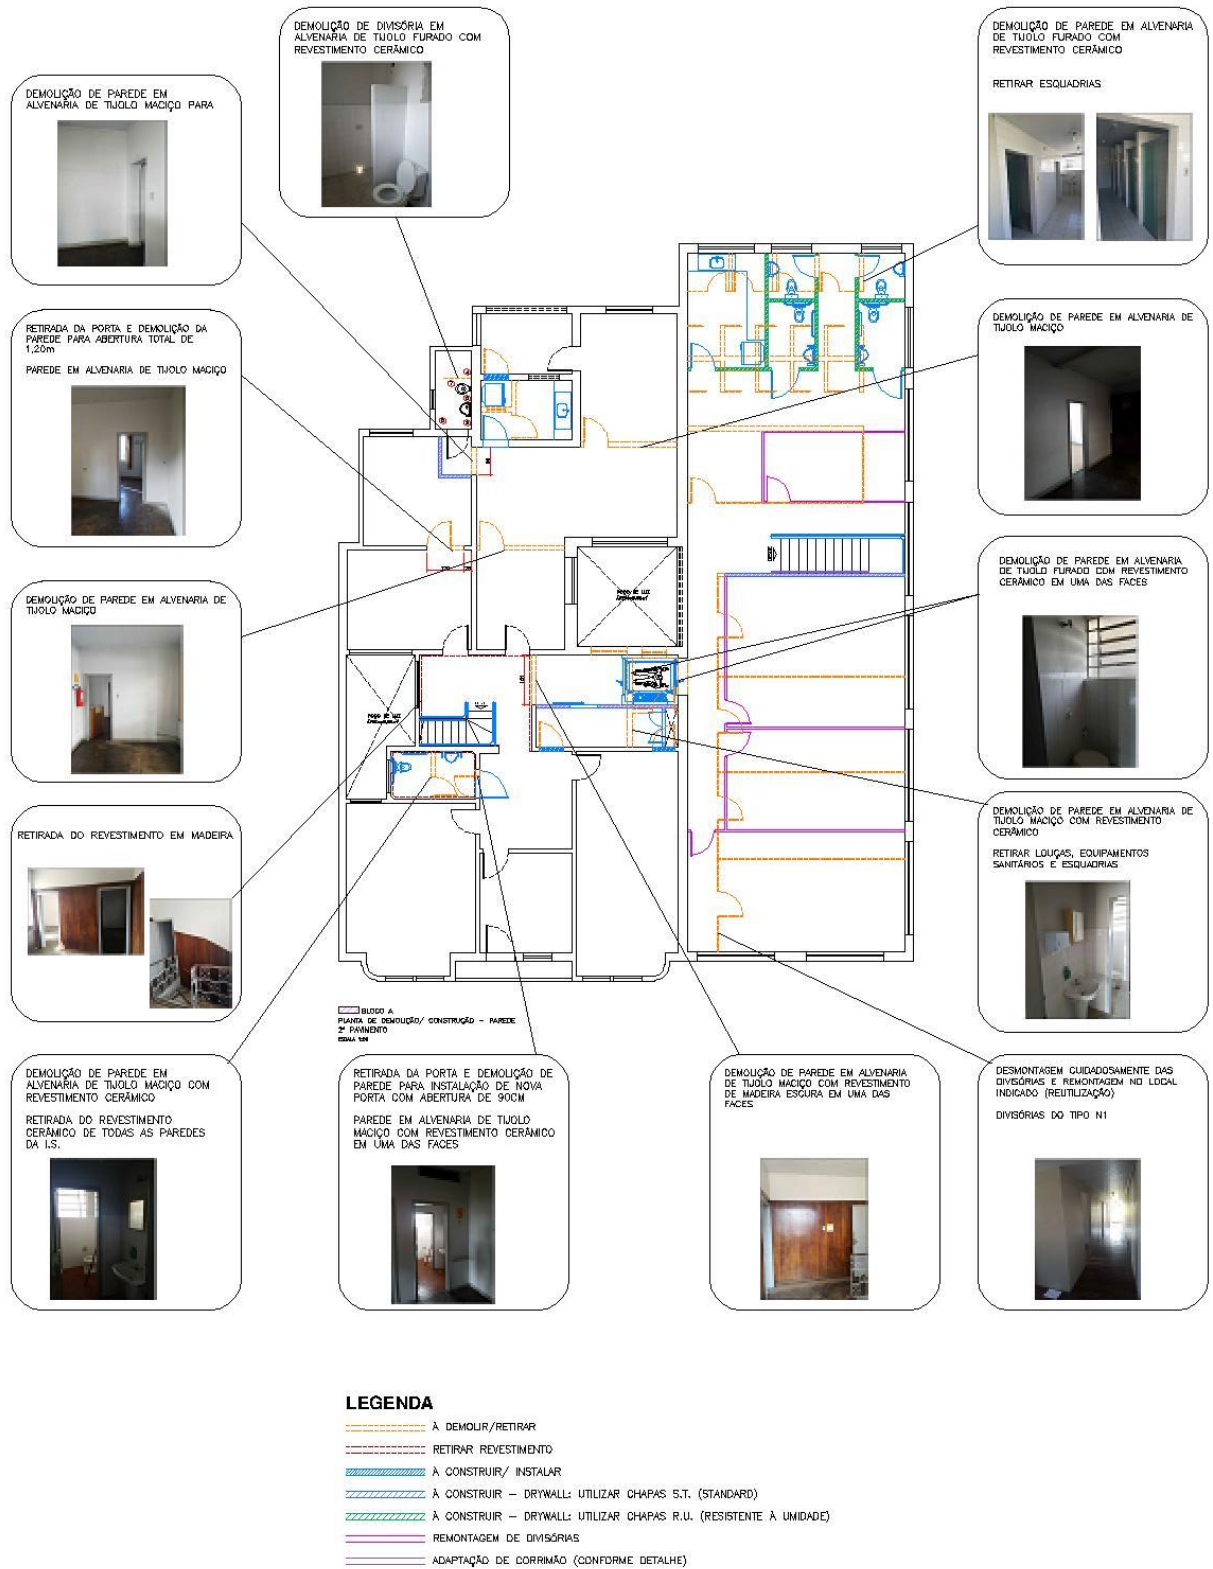 DEMOLIÇÃO DE DIVISÓRIA EM
ALVENARIA DE TIJOLO FURADO COM
REVESTIMENTO CERÂMICO
DEMOLIÇÃO DE PAREDE EM ALVENARIA
DE TIJOLO FURADO COM
REVESTIMENTO CERÂMICO
RETIRAR ESQUADRIAS
DEMOLIÇÃO DE PAREDE EM
ALVENARIA DE TIJOLO MACIÇO PARA
RETIRADA DA PORTA E DEMOLIÇÃO DA
PAREDE PARA ABERTURA TOTAL DE
1,20m
PAREDE EM ALVENARIA DE TIJOLO MACIÇO
DEMOLIÇÃO DE PAREDE EM ALVENARIA DE
TIJOLO MACIÇO
DEMOLIÇÃO DE PAREDE EM ALVENARIA
DE TIJOLO FURADO COM REVESTIMENTO
CERÂMICO EM UMA DAS FACES
DEMOLIÇÃO DE PAREDE EM ALVENARIA DE
TIJOLO MACIÇO
POÇO DE LUZ
POÇO DE LUZ
DEMOLIÇÃO DE PAREDE EM ALVENARIA DE
TIJOLO MACIÇO COM REVESTIMENTO
CERÂMICO
RETIRAR LOUÇAS, EQUIPAMENTOS
SANITÁRIOS E ESQUADRIAS
RETIRADA DO REVESTIMENTO EM MADEIRA
BLOCO A
PLANTA DE DEMOLIÇÃO/ CONSTRUÇÃO - PAREDE
2º PAVIMENTO
DEMOLIÇÃO DE PAREDE EM
ALVENARIA DE TIJOLO MACIÇO COM
REVESTIMENTO CERÂMICO
RETIRADA DO REVESTIMENTO
CERÂMICO DE TODAS AS PAREDES
DA I.S.
RETIRADA DA PORTA E DEMOLIÇÃO DE
PAREDE PARA INSTALAÇÃO DE NOVA
PORTA COM ABERTURA DE 90CM
PAREDE EM ALVENARIA DE TIJOLO
MACIÇO COM REVESTIMENTO CERÂMICO
EM UMA DAS FACES
DEMOLIÇÃO DE PAREDE EM ALVENARIA
DE TIJOLO MACIÇO COM REVESTIMENTO
DE MADEIRA ESCURA EM UMA DAS
FACES
DESMONTAGEM CUIDADOSAMENTE DAS
DIVISÓRIAS E REMONTAGEM NO LOCAL
INDICADO (REUTILIZAÇÃO)
DIVISÓRIAS DO TIPO N1
LEGENDA
À DEMOLIR/RETIRAR
RETIRAR REVESTIMENTO
À CONSTRUIR/ INSTALAR
À CONSTRUIR - DRYWALL: UTILIZAR CHAPAS S.T. (STANDARD)
À CONSTRUIR - DRYWALL: UTILIZAR CHAPAS R.U. (RESISTENTE À UMIDADE)
REMONTAGEM DE DIVISÓRIAS
ADAPTAÇÃO DE CORRIMÃO (CONFORME DETALHE)